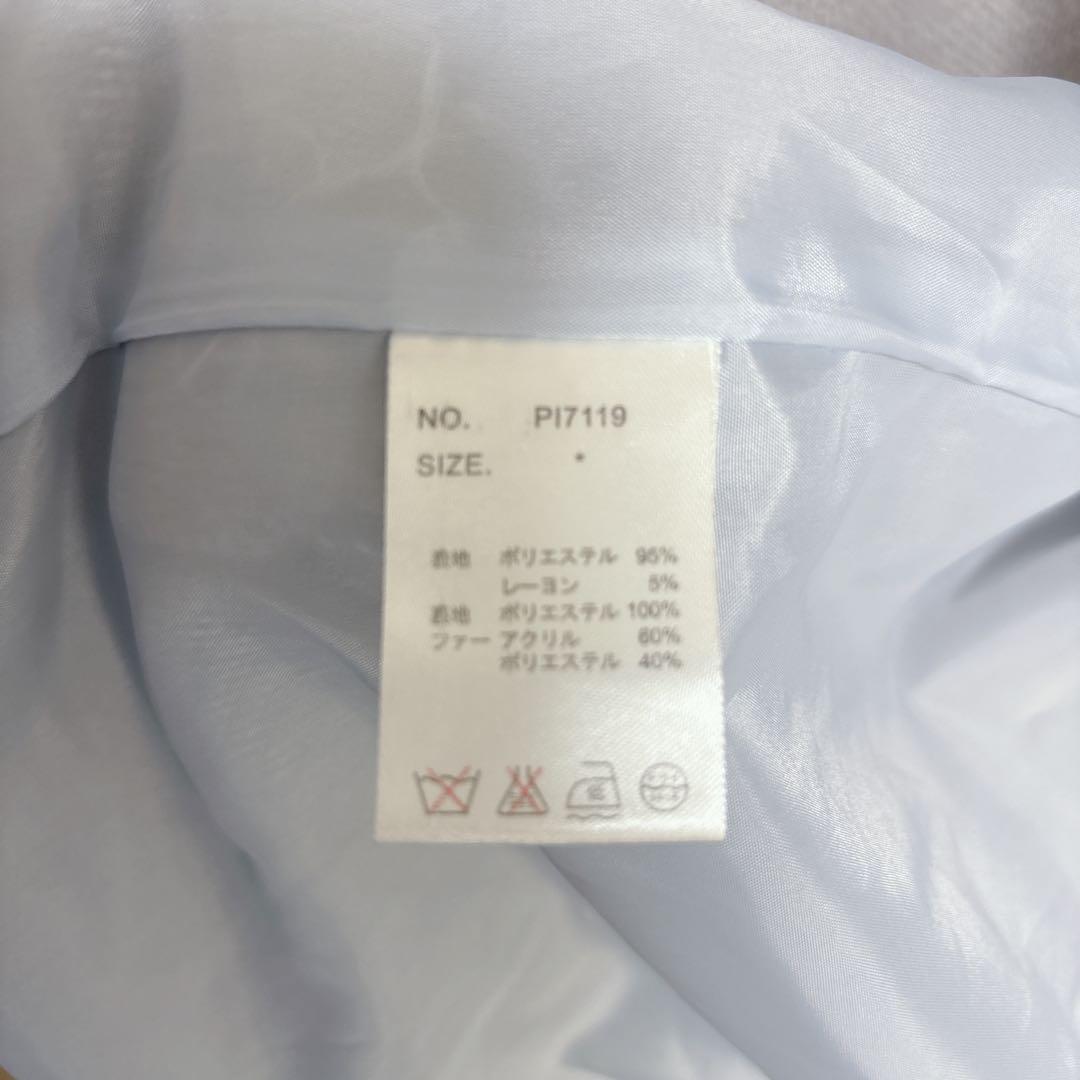 NO. PI7119
SIZE. *
表地 ポリエステル 95%
レーヨン 5%
ポリエステル 100%
ファー アクリル 60%
ポリエステル 40%